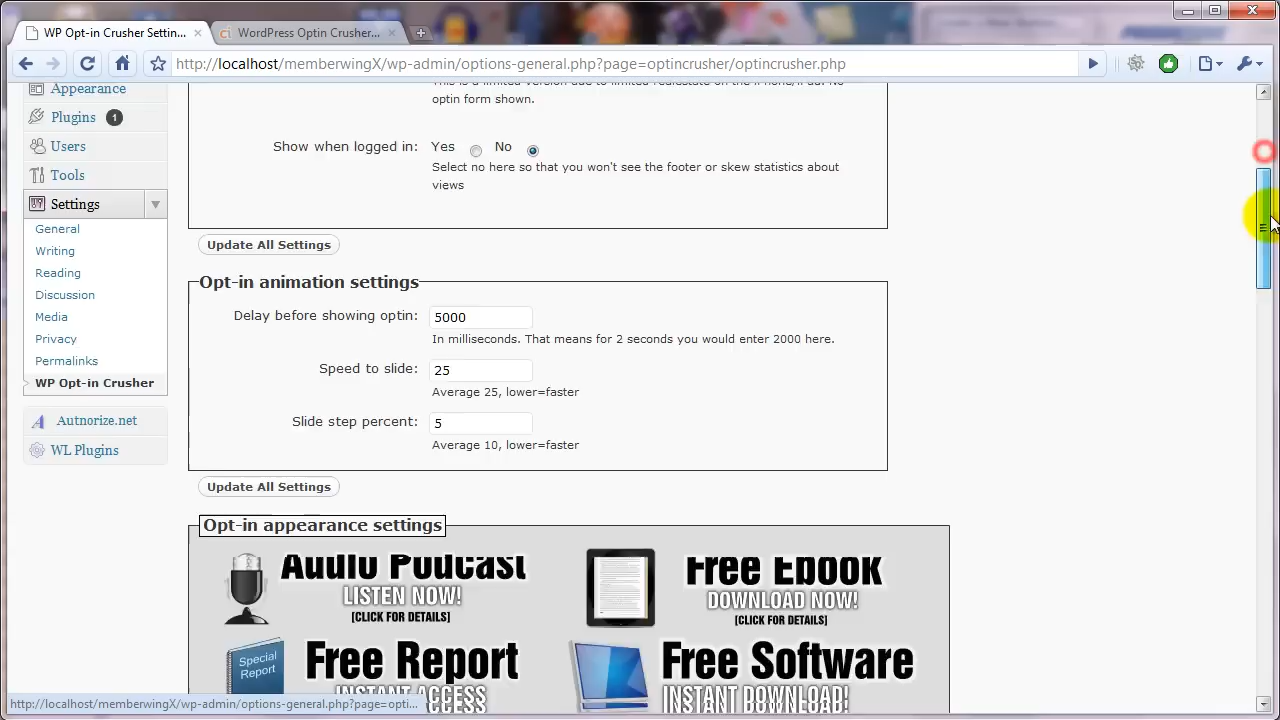 WP Opt-in Crusher Settin...
WordPress Optin Crusher...
http://localhost/memberwingX/wp-admin/options-general.php?page=optincrusher/optincrusher.php
Appearance
Plugins 1
Users
Tools
Settings
General
Writing
Reading
Discussion
Media
Privacy
Permalinks
WP Opt-in Crusher
Autnorize.net
WL Plugins
optin form shown.
Show when logged in: Yes No
Select no here so that you won't see the footer or skew statistics about
views
Update All Settings
Opt-in animation settings
Delay before showing optin: 5000
In milliseconds. That means for 2 seconds you would enter 2000 here.
Speed to slide: 25
Average 25, lower=faster
Slide step percent: 5
Average 10, lower=faster
Update All Settings
Opt-in appearance settings
Audio Podcast
LISTEN NOW!
[CLICK FOR DETAILS]
Free Ebook
DOWNLOAD NOW!
[CLICK FOR DETAILS]
Special
Report
Free Report
INSTANT ACCESS
Free Software
INSTANT DOWNLOAD!
http://localhost/memberwingX/wp-admin/options-general.php?page=opti...